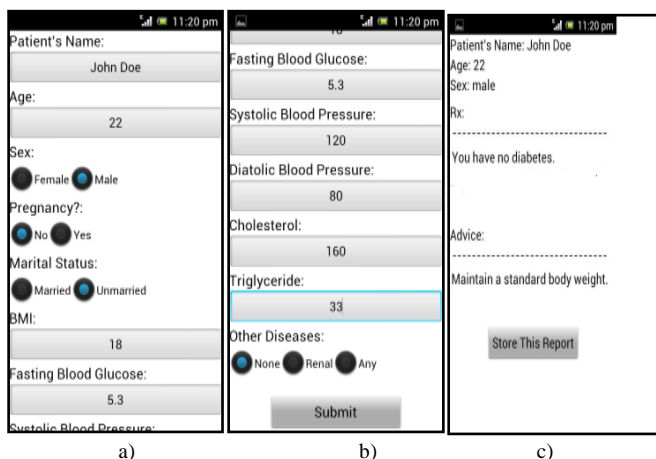 11:20 pm
Patient's Name:
John Doe
Age:
22
Sex:
Female Male
Pregnancy?:
No Yes
Marital Status:
Married Unmarried
BMI:
18
Fasting Blood Glucose:
5.3
Systolic Blood Pressure:
a)
11:20 pm
Fasting Blood Glucose:
5.3
Systolic Blood Pressure:
120
Diatolic Blood Pressure:
80
Cholesterol:
160
Triglyceride:
33
Other Diseases:
None Renal Any
Submit
b)
11:20 pm
Patient's Name: John Doe
Age: 22
Sex: male
Rx:
--------------------------------
You have no diabetes.
Advice:
--------------------------------
Maintain a standard body weight.
Store This Report
c)